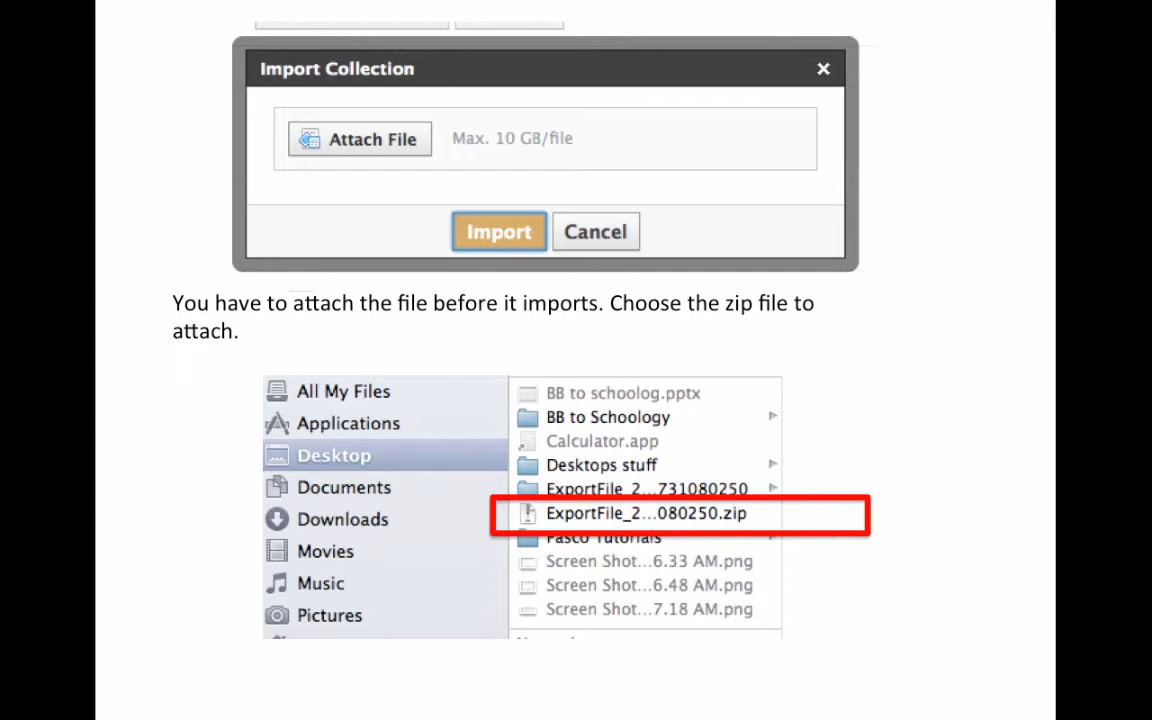 Import Collection
Attach File Max. 10 GB/file
Import Cancel
You have to attach the file before it imports. Choose the zip file to
attach.
All My Files
Applications
Desktop
Documents
Downloads
Movies
Music
Pictures
BB to schoolog.pptx
BB to Schoology
Calculator.app
Desktops stuff
ExportFile_2...731080250
ExportFile_2...080250.zip
Pasco Tutorials
Screen Shot...6.33 AM.png
Screen Shot...6.48 AM.png
Screen Shot...7.18 AM.png